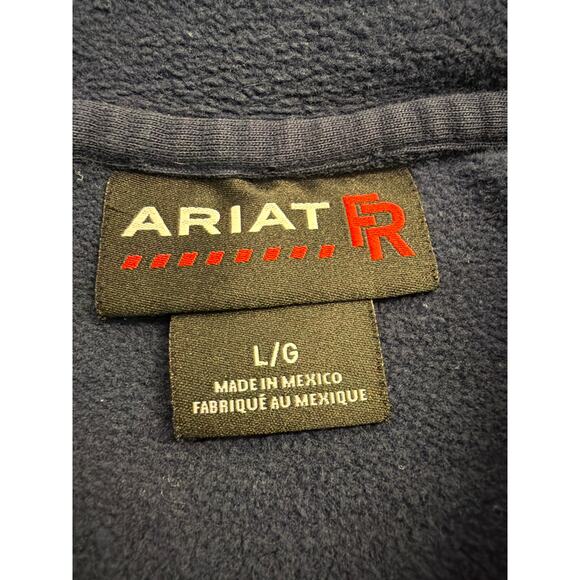 ARIAT FR
L/G
MADE IN MEXICO
FABRIQUÉ AU MEXIQUE